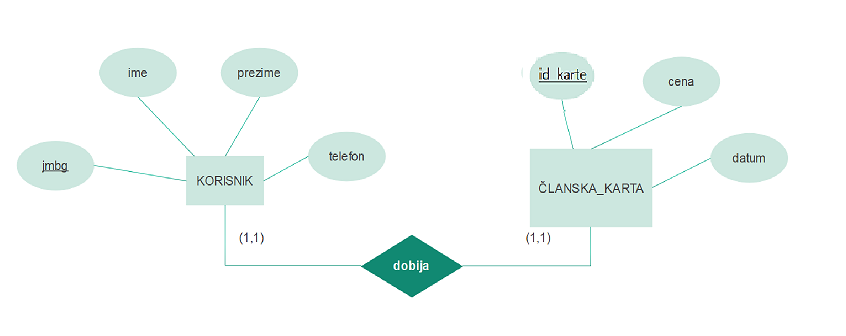 ime
prezime
id_karte
cena
jmbg
telefon
datum
KORISNIK
ČLANSKA_KARTA
(1,1)
(1,1)
dobija